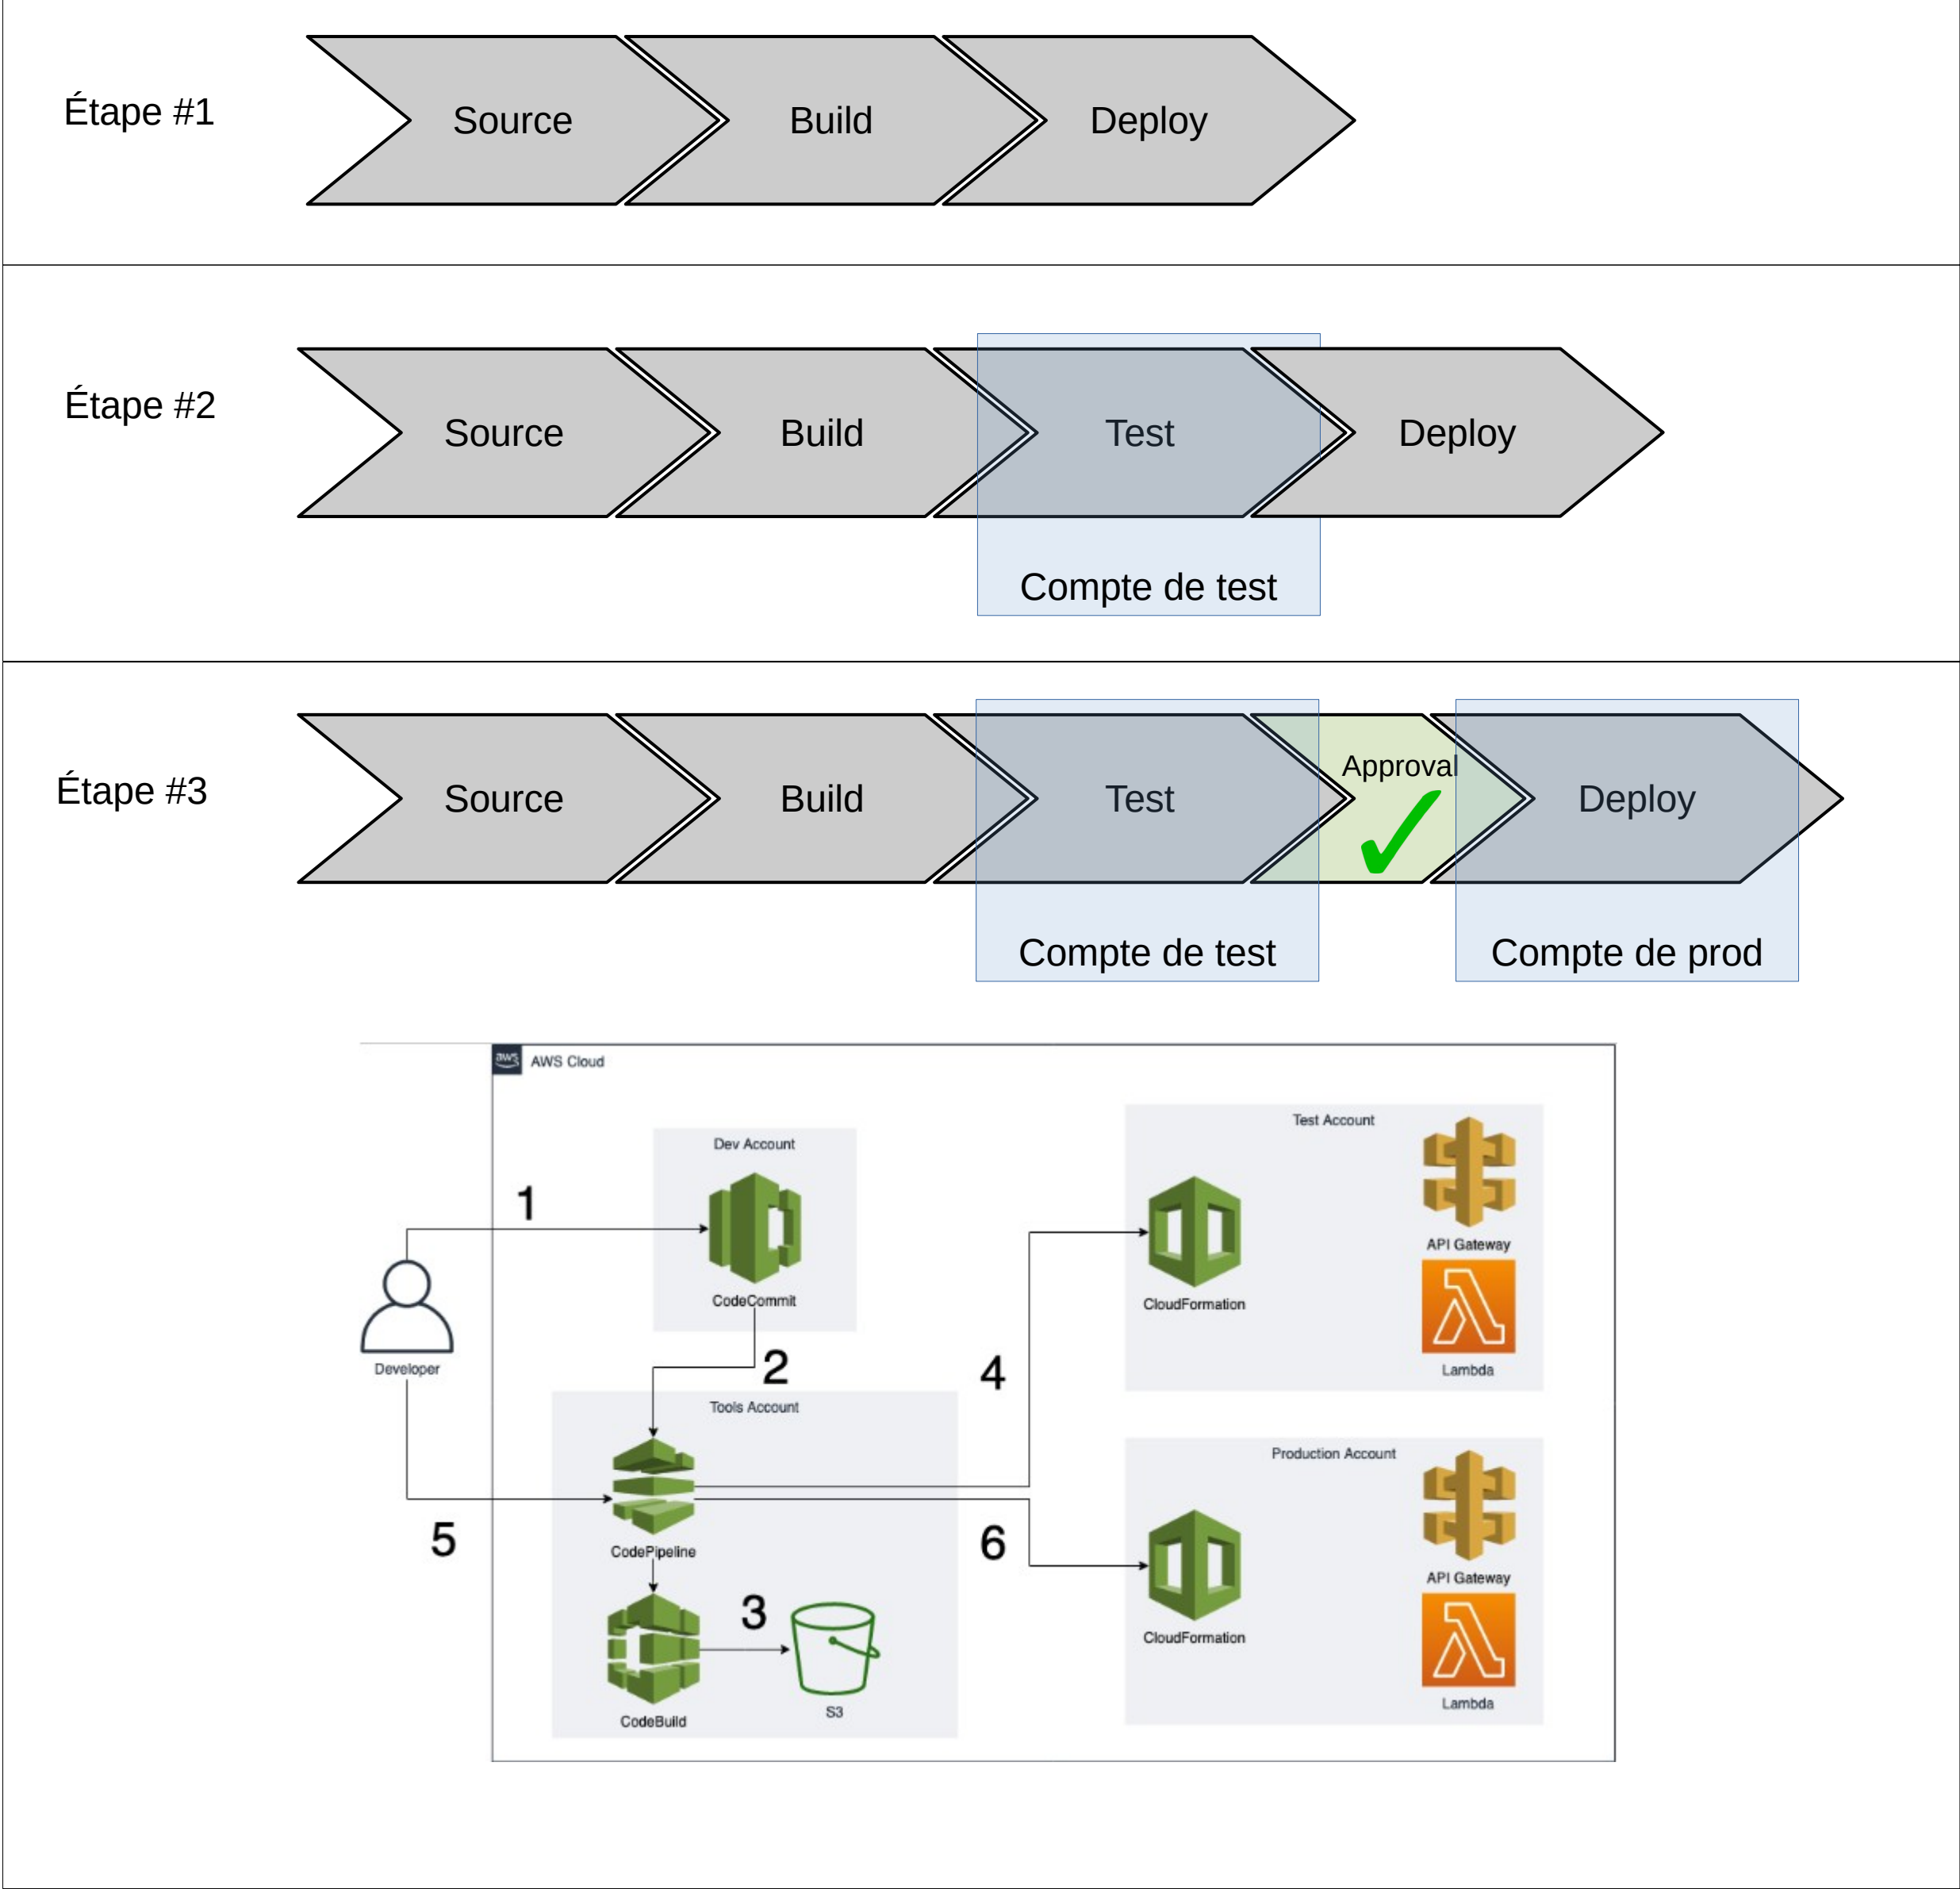 Étape #1
Source
Build
Deploy
Étape #2
Source
Build
Test
Deploy
Compte de test
Étape #3
Source
Build
Test
Approval
Deploy
Compte de test
Compte de prod
aws
AWS Cloud
Dev Account
CodeCommit
1
Developer
2
Tools Account
CodePipeline
5
3
CodeBuild
S3
4
Test Account
CloudFormation
API Gateway
Lambda
6
Production Account
CloudFormation
API Gateway
Lambda